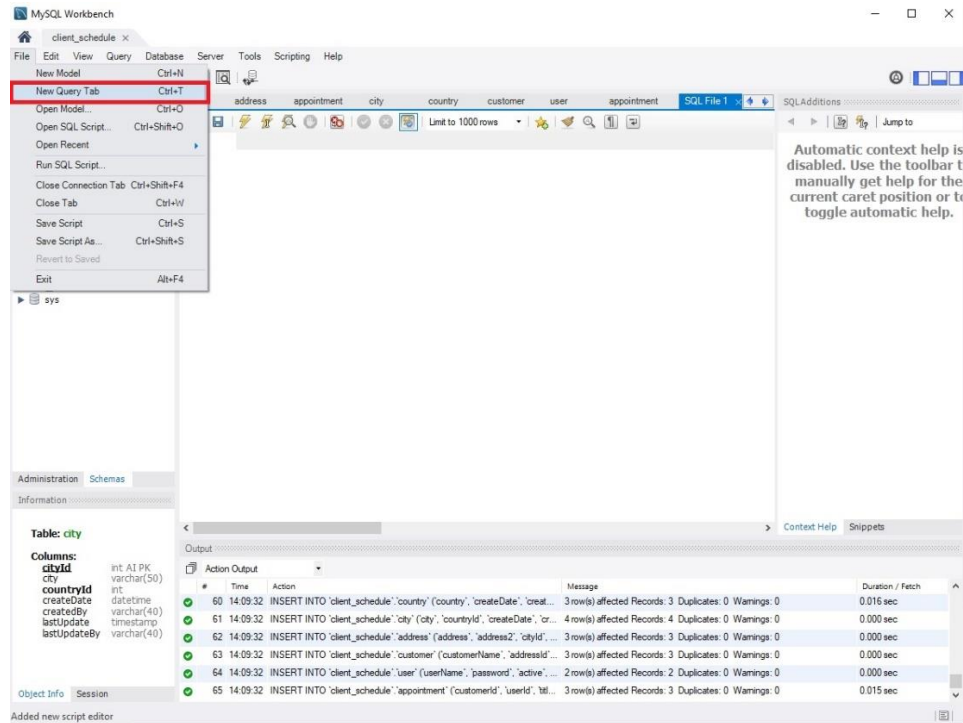 MySQL Workbench
client_schedule ×
File Edit View Query Database Server Tools Scripting Help
New Model Ctrl+N
New Query Tab Ctrl+T
Open Model... Ctrl+O
Open SQL Script... Ctrl+Shift+O
Open Recent
Run SQL Script...
Close Connection Tab Ctrl+Shift+F4
Close Tab Ctrl+W
Save Script Ctrl+S
Save Script As... Ctrl+Shift+S
Revert to Saved
Exit Alt+F4
address appointment city country customer user appointment SQL File 1 ×
Limit to 1000 rows
sys
Administration Schemas
Information
Table: city
Columns:
cityId int AI PK
city varchar(50)
countryId int
createDate datetime
createdBy varchar(40)
lastUpdate timestamp
lastUpdateBy varchar(40)
Object Info Session
Added new script editor
SQLAdditions
Jump to
Automatic context help is
disabled. Use the toolbar t
manually get help for the
current caret position or to
toggle automatic help.
Context Help Snippets
Output
Action Output
# Time Action Message Duration / Fetch
60 14:09:32 INSERT INTO `client_schedule`.`country` (`country`, `createDate`, `creat... 3 row(s) affected Records: 3 Duplicates: 0 Warnings: 0 0.016 sec
61 14:09:32 INSERT INTO `client_schedule`.`city` (`city`, `countryId`, `createDate`, `cr... 4 row(s) affected Records: 4 Duplicates: 0 Warnings: 0 0.000 sec
62 14:09:32 INSERT INTO `client_schedule`.`address` (`address`, `address2`, `cityId`, ... 3 row(s) affected Records: 3 Duplicates: 0 Warnings: 0 0.000 sec
63 14:09:32 INSERT INTO `client_schedule`.`customer` (`customerName`, `addressId`... 3 row(s) affected Records: 3 Duplicates: 0 Warnings: 0 0.000 sec
64 14:09:32 INSERT INTO `client_schedule`.`user` (`userName`, `password`, `active`, ... 2 row(s) affected Records: 2 Duplicates: 0 Warnings: 0 0.000 sec
65 14:09:32 INSERT INTO `client_schedule`.`appointment` (`customerId`, `userId`, `titl... 3 row(s) affected Records: 3 Duplicates: 0 Warnings: 0 0.015 sec